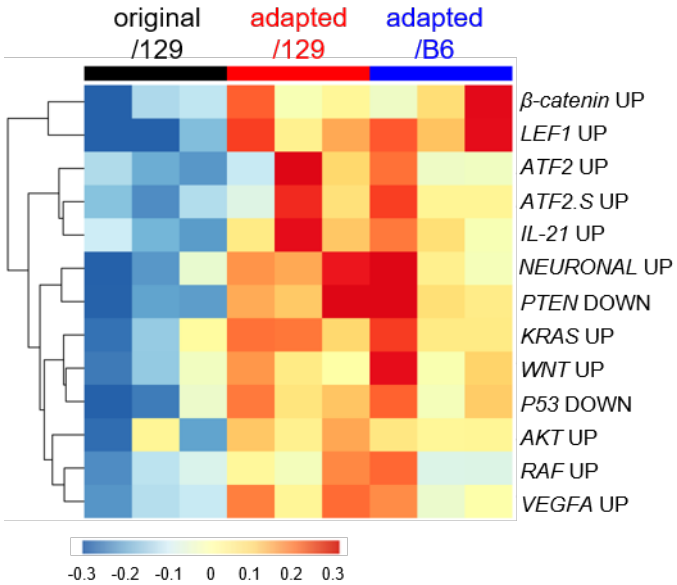 original adapted adapted
/129 /129 /B6
β-catenin UP
LEF1 UP
ATF2 UP
ATF2.S UP
IL-21 UP
NEURONAL UP
PTEN DOWN
KRAS UP
WNT UP
P53 DOWN
AKT UP
RAF UP
VEGFA UP
-0.3 -0.2 -0.1 0 0.1 0.2 0.3